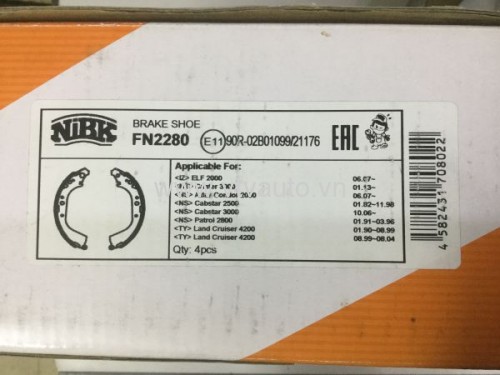 NiBK
BRAKE SHOE
FN2280
E11 90R-02B01099/21176
EAC
Applicable For:
<IZ> ELF 2000 06.07~
3000 01.13~
2000 06.07~
<NS> Cabstar 2500 01.82~11.98
<NS> Cabstar 3000 10.06~
<NS> Patrol 2800 01.91~03.96
<TY> Land Cruiser 4200 01.90~08.99
<TY> Land Cruiser 4200 08.99~08.04
Qty: 4pcs
4 582431 708022